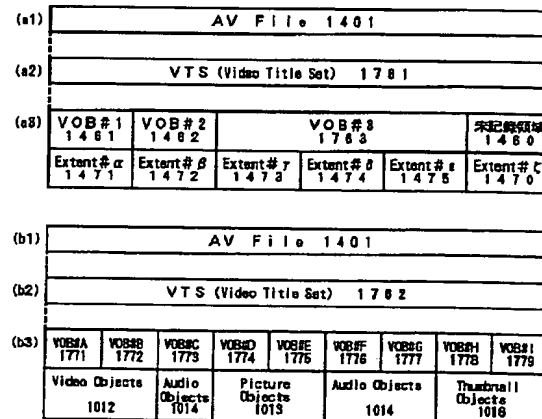 (a1) AV File 1401
(a2) VTS (Video Title Set) 1781
(a3) VOB#1 VOB#2 VOB#3 未記録領域
1461 1462 1763 1460
Extent#α Extent#β Extent#γ Extent#δ Extent#ε Extent#ζ
1471 1472 1473 1474 1475 1470
(b1) AV File 1401
(b2) VTS (Video Title Set) 1762
(b3) VOB#A VOB#B VOB#C VOB#D VOB#E VOB#F VOB#G VOB#H VOB#I
1771 1772 1773 1774 1775 1776 1777 1778 1779
Video Objects Audio Picture Audio Objects Thumbnail
Objects Objects Objects
1012 1014 1013 1014 1016